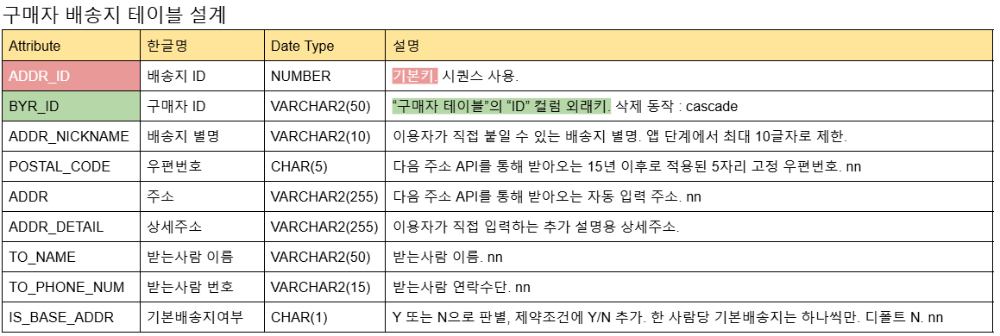 구매자 배송지 테이블 설계
Attribute 한글명 Date Type 설명
ADDR_ID 배송지 ID NUMBER 기본키. 시퀀스 사용.
BYR_ID 구매자 ID VARCHAR2(50) “구매자 테이블”의 “ID” 컬럼 외래키. 삭제 동작 : cascade
ADDR_NICKNAME 배송지 별명 VARCHAR2(10) 이용자가 직접 붙일 수 있는 배송지 별명. 앱 단계에서 최대 10글자로 제한.
POSTAL_CODE 우편번호 CHAR(5) 다음 주소 API를 통해 받아오는 15년 이후로 적용된 5자리 고정 우편번호. nn
ADDR 주소 VARCHAR2(255) 다음 주소 API를 통해 받아오는 자동 입력 주소. nn
ADDR_DETAIL 상세주소 VARCHAR2(255) 이용자가 직접 입력하는 추가 설명용 상세주소.
TO_NAME 받는사람 이름 VARCHAR2(50) 받는사람 이름. nn
TO_PHONE_NUM 받는사람 번호 VARCHAR2(15) 받는사람 연락수단. nn
IS_BASE_ADDR 기본배송지여부 CHAR(1) Y 또는 N으로 판별, 제약조건에 Y/N 추가. 한 사람당 기본배송지는 하나씩만. 디폴트 N. nn